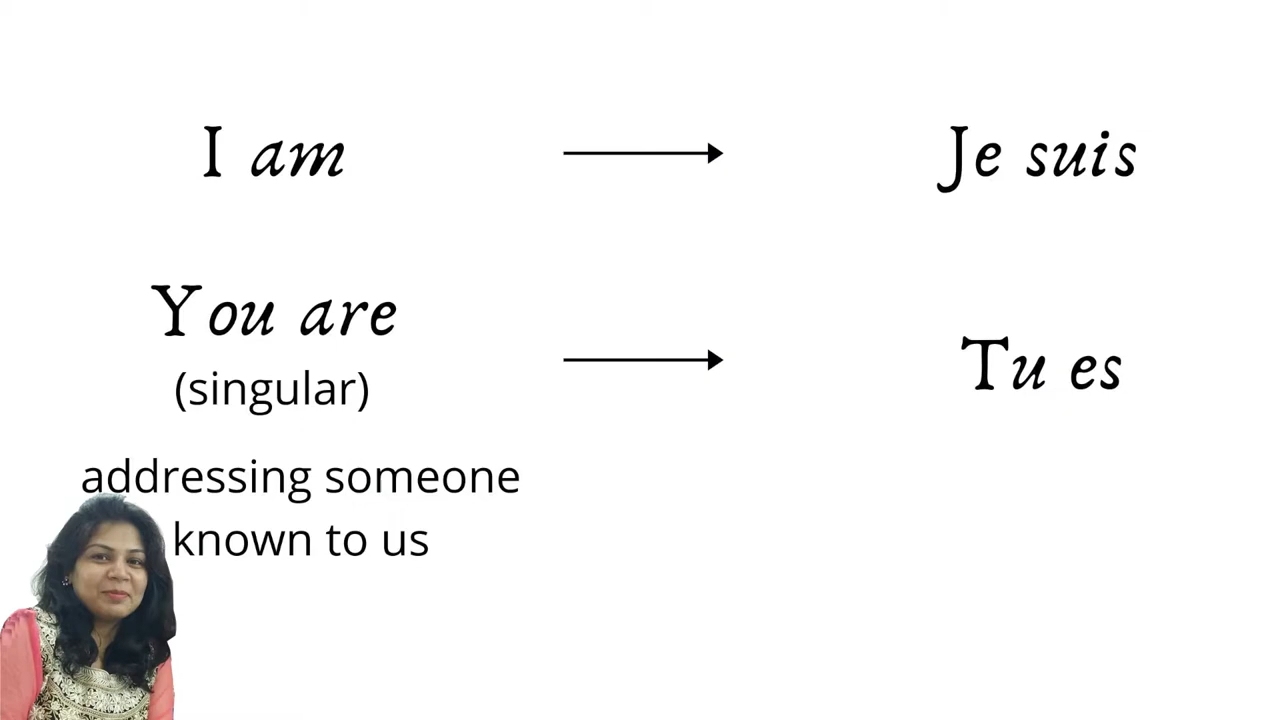 I am
Je suis
You are
(singular)
Tu es
addressing someone
known to us